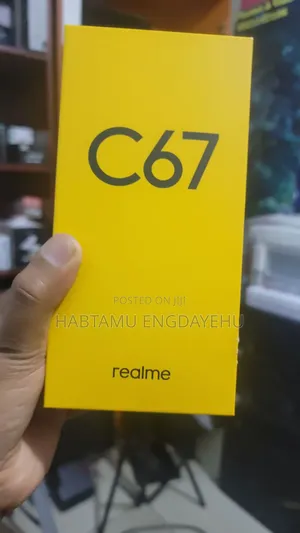 C67
POSTED ON jiji
HABTAMU ENGDAYEHU
realme